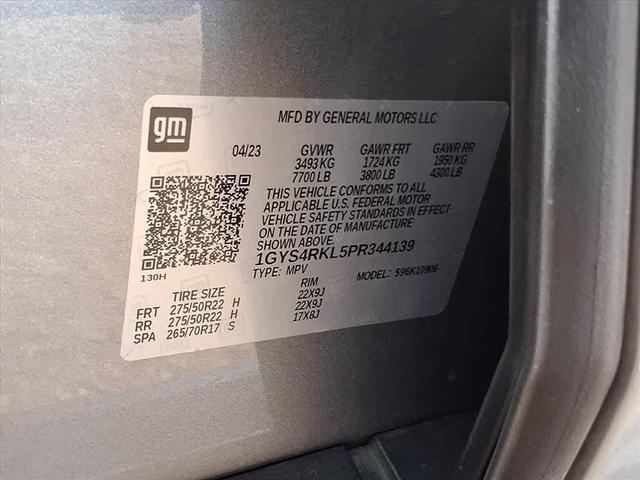 gm
MFD BY GENERAL MOTORS LLC
04/23 GVWR GAWR FRT GAWR RR
3493 KG 1724 KG 1950 KG
7700 LB 3800 LB 4300 LB
THIS VEHICLE CONFORMS TO ALL
APPLICABLE U.S. FEDERAL MOTOR
VEHICLE SAFETY STANDARDS IN EFFECT
ON THE DATE OF MANUFACTURE
SHOWN ABOVE.
1GYS4RKL5PR344139
130H
TYPE: MPV MODEL: 596K10906
TIRE SIZE RIM
FRT 275/50R22 H 22X9J
RR 275/50R22 H 22X9J
SPA 265/70R17 S 17X8J